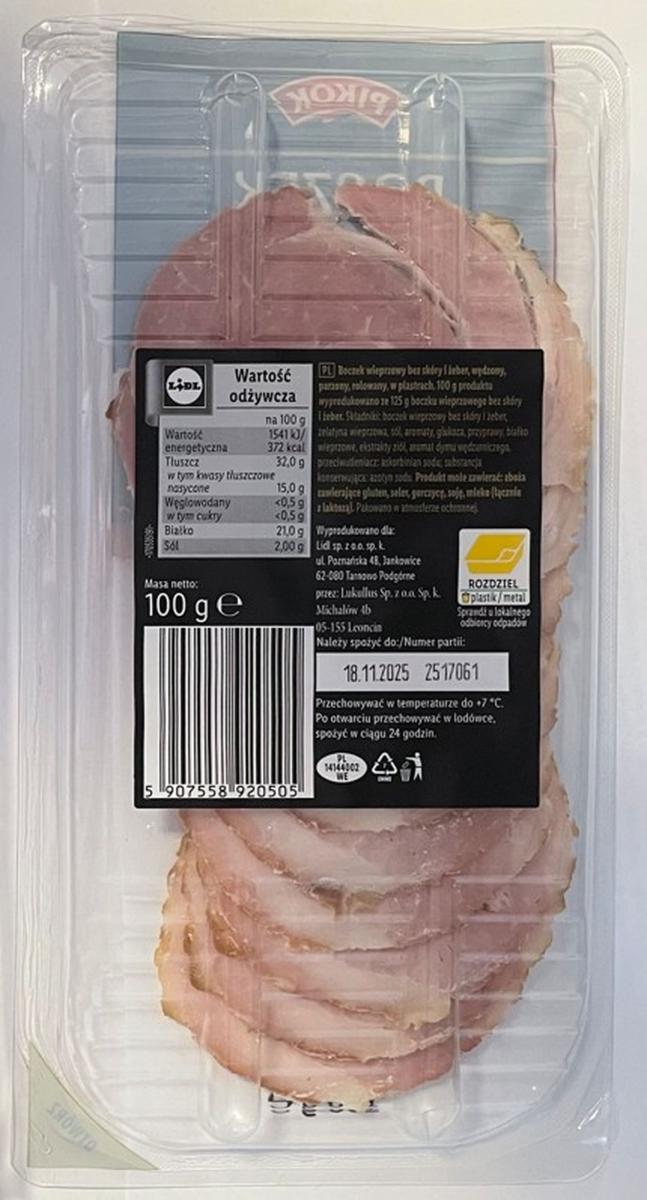 PIKOK
LIDL
Wartość
odżywcza
na 100 g
Wartość
energetyczna
1541 kJ/
372 kcal
Tłuszcz 32,0 g
w tym kwasy tłuszczowe
nasycone 15,0 g
Węglowodany <0,5 g
w tym cukry <0,5 g
Białko 21,0 g
Sól 2,00 g
Masa netto:
100 g e
5 907558 920505
PL Boczek wieprzowy bez skóry i żeber, wędzony,
parzony, rolowany, w plastrach. 100 g produktu
wyprodukowano ze 125 g boczku wieprzowego bez skóry
i żeber. Składniki: boczek wieprzowy bez skóry i żeber,
żelatyna wieprzowa, sól, aromaty, glukoza, przyprawy, białko
wieprzowe, ekstrakty ziół, aromat dymu wędzarniczego,
przeciwutleniacz: askorbinian sodu; substancja
konserwująca: azotyn sodu. Produkt może zawierać: zboża
zawierające gluten, seler, gorczycę, soję, mleko (łącznie
z laktozą). Pakowano w atmosferze ochronnej.
Wyprodukowano dla:
Lidl sp. z o.o. sp. k.
ul. Poznańska 48, Jankowice
62-080 Tarnowo Podgórne
przez: Lukullus Sp. z o.o. Sp. k.
Michałów 4b
05-155 Leoncin
ROZDZIEL
plastik / metal
Sprawdź u lokalnego
odbiorcy odpadów
Należy spożyć do:/Numer partii:
18.11.2025 2517061
Przechowywać w temperaturze do +7 °C.
Po otwarciu przechowywać w lodówce,
spożyć w ciągu 24 godzin.
PL
14144002
WE
OTWÓRZ